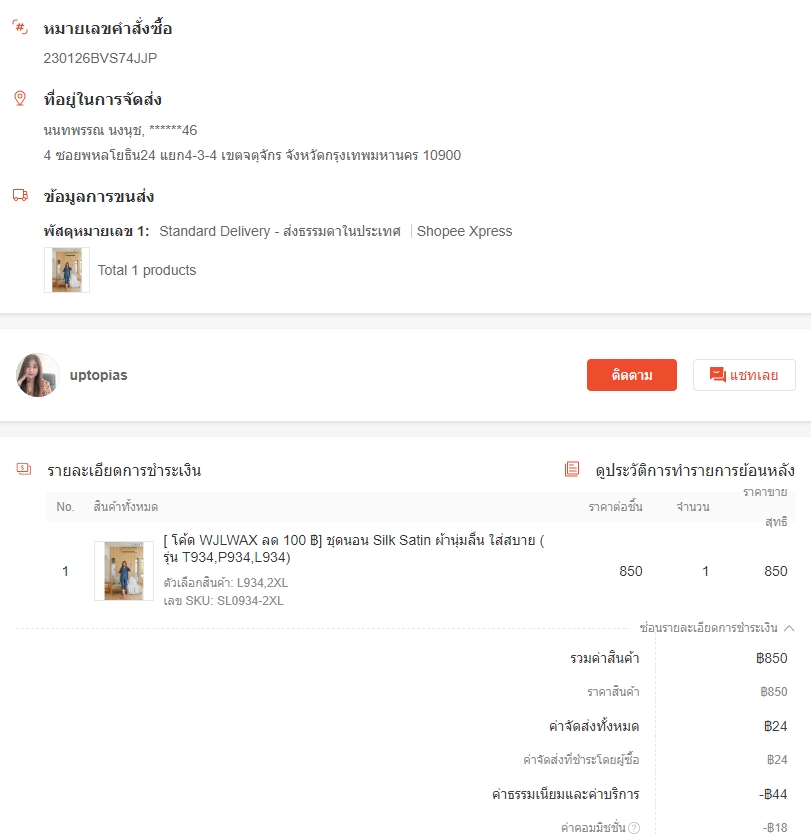 หมายเลขคำสั่งซื้อ
230126BVS74JJP
ที่อยู่ในการจัดส่ง
นนทพรรณ นงนุช, ******46
4 ซอยพหลโยธิน24 แยก4-3-4 เขตจตุจักร จังหวัดกรุงเทพมหานคร 10900
ข้อมูลการขนส่ง
พัสดุหมายเลข 1: Standard Delivery - ส่งธรรมดาในประเทศ | Shopee Xpress
Total 1 products
uptopias
ติดตาม
แชทเลย
รายละเอียดการชำระเงิน
ดูประวัติการทำรายการย้อนหลัง
No. สินค้าทั้งหมด ราคาต่อชิ้น จำนวน ราคาขายสุทธิ
[ โค้ด WJLWAX ลด 100 ฿] ชุดนอน Silk Satin ผ้านุ่มลื่น ใส่สบาย (
รุ่น T934,P934,L934)
1 850 1 850
ตัวเลือกสินค้า: L934,2XL
เลข SKU: SL0934-2XL
ซ่อนรายละเอียดการชำระเงิน
รวมค่าสินค้า ฿850
ราคาสินค้า ฿850
ค่าจัดส่งทั้งหมด ฿24
ค่าจัดส่งที่ชำระโดยผู้ซื้อ ฿24
ค่าธรรมเนียมและค่าบริการ -฿44
ค่าคอมมิชชั่น -฿18